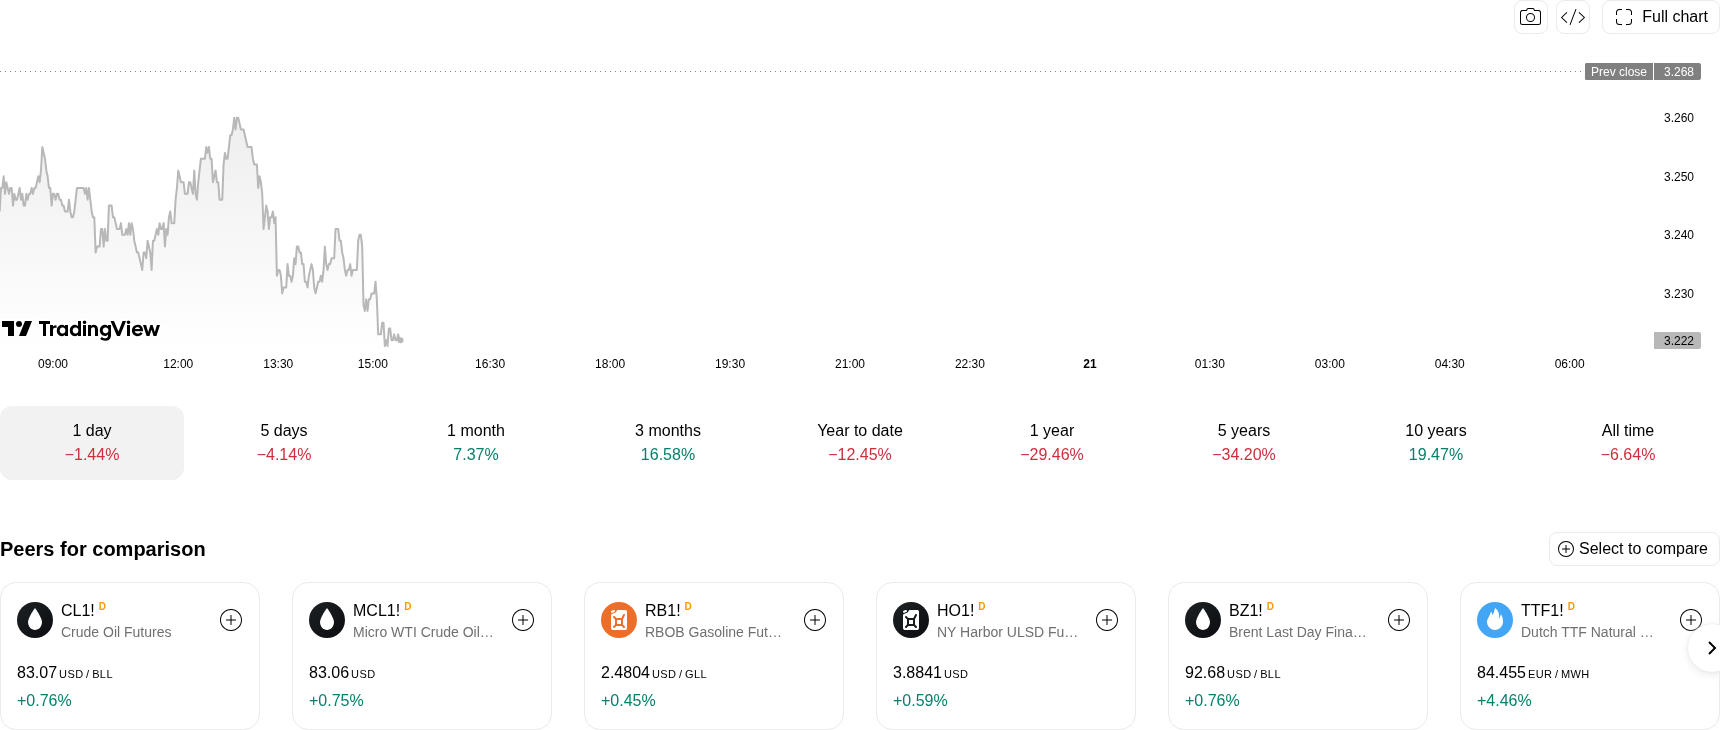 Full chart
Prev close 3.268
3.260
3.250
3.240
3.230
3.222
TradingView
09:00 12:00 13:30 15:00 16:30 18:00 19:30 21:00 22:30 21 01:30 03:00 04:30 06:00
1 day 5 days 1 month 3 months Year to date 1 year 5 years 10 years All time
−1.44% −4.14% 7.37% 16.58% −12.45% −29.46% −34.20% 19.47% −6.64%
Peers for comparison Select to compare
CL1! D MCL1! D RB1! D HO1! D BZ1! D TTF1! D
Crude Oil Futures Micro WTI Crude Oil… RBOB Gasoline Fut… NY Harbor ULSD Fu… Brent Last Day Fina… Dutch TTF Natural …
83.07 USD / BLL 83.06 USD 2.4804 USD / GLL 3.8841 USD 92.68 USD / BLL 84.455 EUR / MWH
+0.76% +0.75% +0.45% +0.59% +0.76% +4.46%